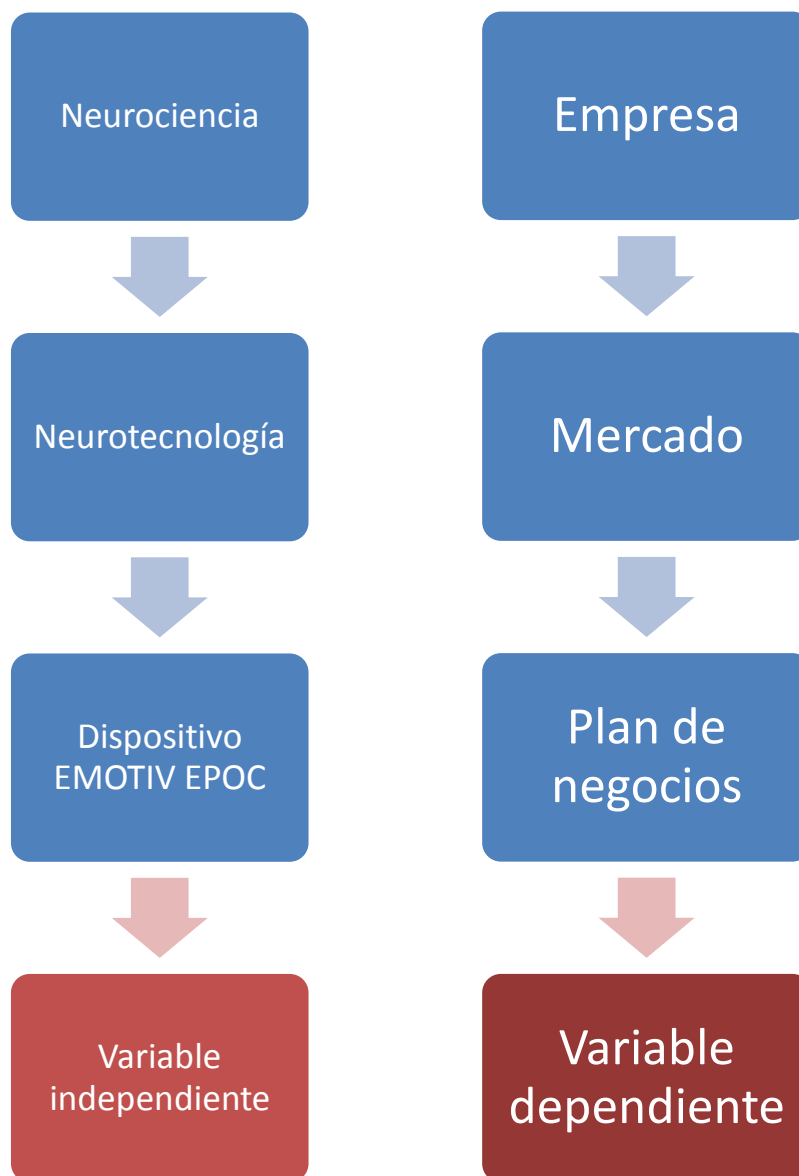 Neurociencia
Neurotecnología
Dispositivo
EMOTIV EPOC
Variable
independiente
Empresa
Mercado
Plan de
negocios
Variable
dependiente